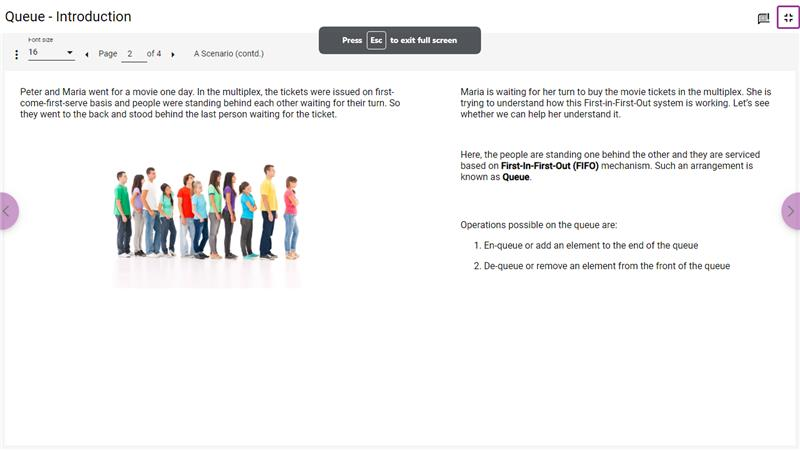 Queue - Introduction
Press Esc to exit full screen
Font size
16
Page 2 of 4
A Scenario (contd.)
Peter and Maria went for a movie one day. In the multiplex, the tickets were issued on first-
come-first-serve basis and people were standing behind each other waiting for their turn. So
they went to the back and stood behind the last person waiting for the ticket.
Maria is waiting for her turn to buy the movie tickets in the multiplex. She is
trying to understand how this First-in-First-Out system is working. Let's see
whether we can help her understand it.
Here, the people are standing one behind the other and they are serviced
based on First-In-First-Out (FIFO) mechanism. Such an arrangement is
known as Queue.
Operations possible on the queue are:
1. En-queue or add an element to the end of the queue
2. De-queue or remove an element from the front of the queue